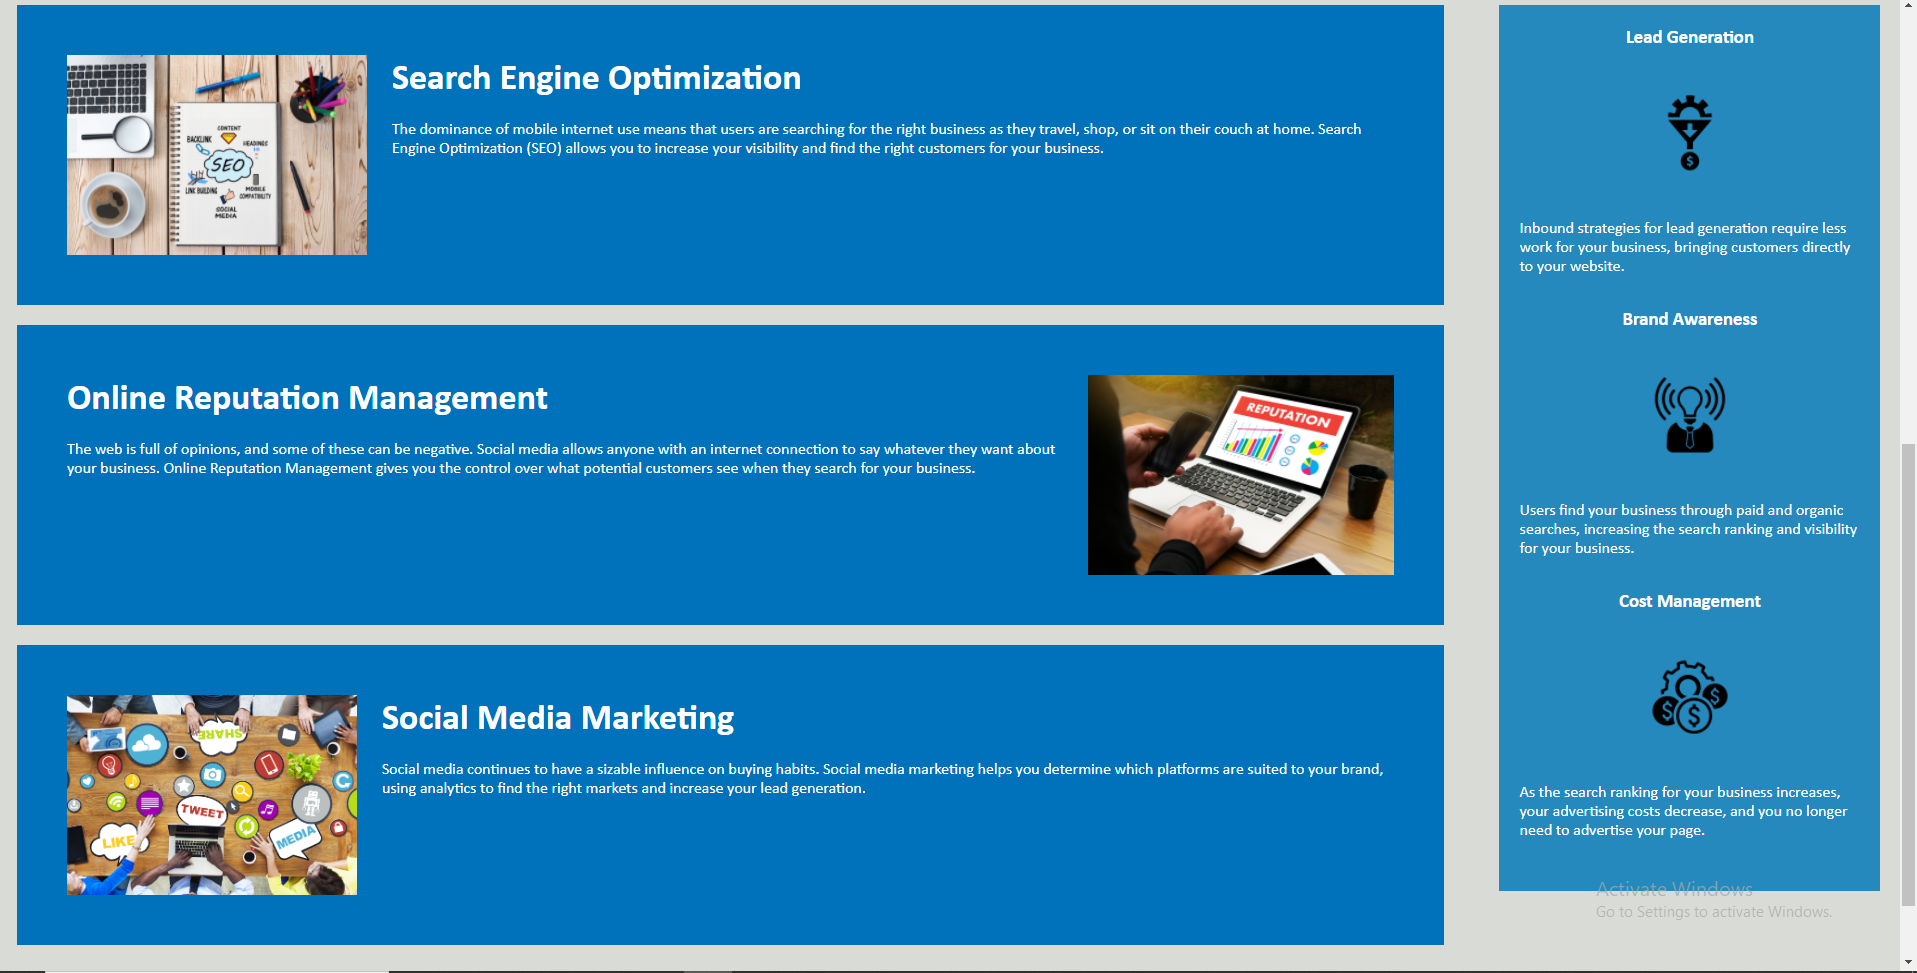 Search Engine Optimization
The dominance of mobile internet use means that users are searching for the right business as they travel, shop, or sit on their couch at home. Search
Engine Optimization (SEO) allows you to increase your visibility and find the right customers for your business.
CONTENT
BACKLINK
HEADINGS
SEO
LINK BUILDING
MOBILE
COMPATIBILITY
SOCIAL
MEDIA
Online Reputation Management
The web is full of opinions, and some of these can be negative. Social media allows anyone with an internet connection to say whatever they want about
your business. Online Reputation Management gives you the control over what potential customers see when they search for your business.
REPUTATION
Social Media Marketing
Social media continues to have a sizable influence on buying habits. Social media marketing helps you determine which platforms are suited to your brand,
using analytics to find the right markets and increase your lead generation.
SHARE
TWEET
LIKE
MEDIA
Lead Generation
$
Inbound strategies for lead generation require less
work for your business, bringing customers directly
to your website.
Brand Awareness
Users find your business through paid and organic
searches, increasing the search ranking and visibility
for your business.
Cost Management
$
$
$
As the search ranking for your business increases,
your advertising costs decrease, and you no longer
need to advertise your page.
Activate Windows
Go to Settings to activate Windows.